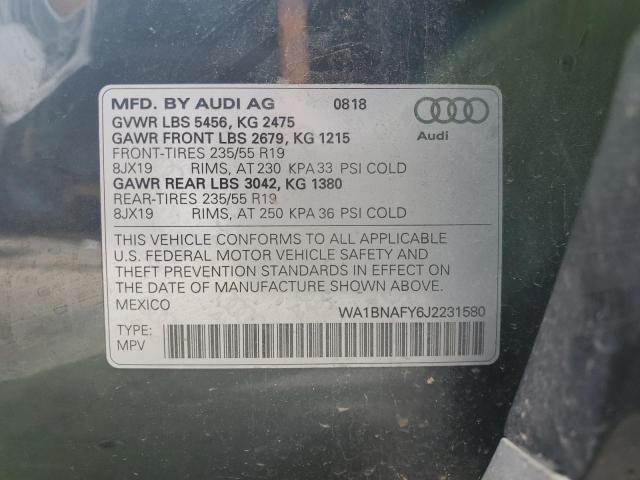 MFD. BY AUDI AG 0818
GVWR LBS 5456, KG 2475
GAWR FRONT LBS 2679, KG 1215
FRONT-TIRES 235/55 R19
8JX19 RIMS, AT 230 KPA 33 PSI COLD
GAWR REAR LBS 3042, KG 1380
REAR-TIRES 235/55 R19
8JX19 RIMS, AT 250 KPA 36 PSI COLD
Audi
THIS VEHICLE CONFORMS TO ALL APPLICABLE
U.S. FEDERAL MOTOR VEHICLE SAFETY AND
THEFT PREVENTION STANDARDS IN EFFECT
ON THE DATE OF MANUFACTURE SHOWN ABOVE.
MEXICO WA1BNAFY6J2231580
TYPE:
MPV